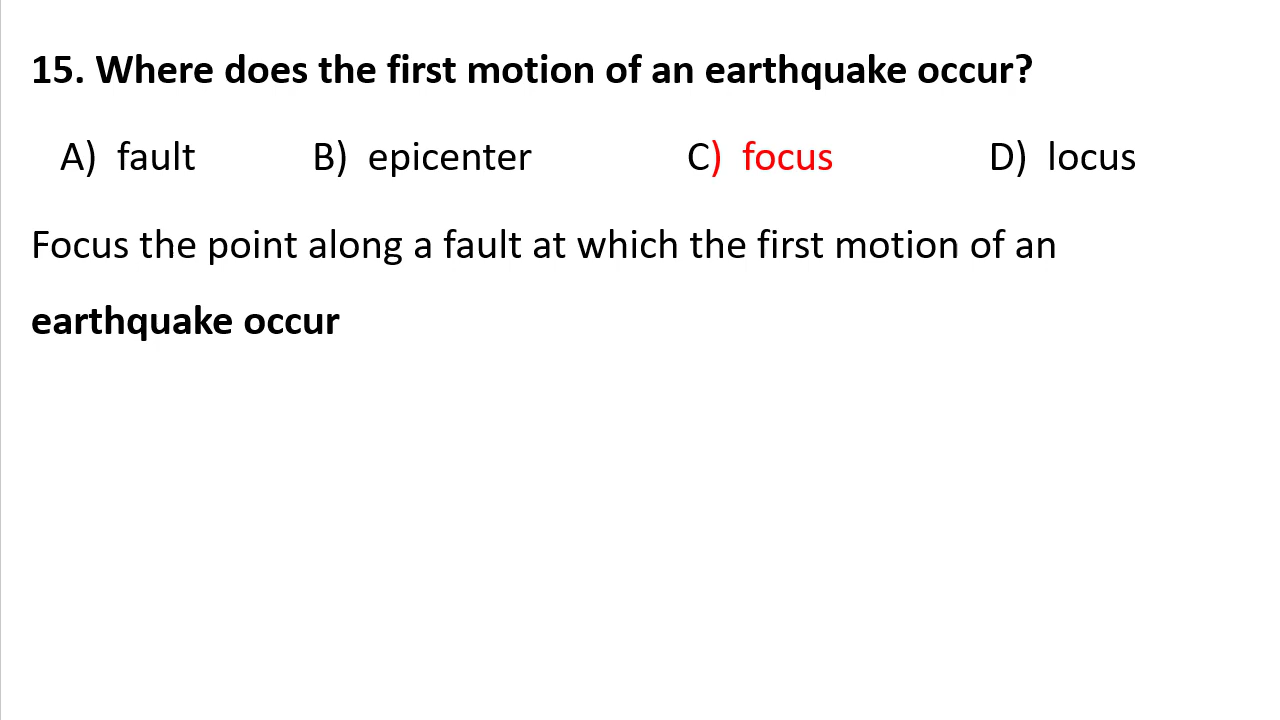 15. Where does the first motion of an earthquake occur?
A) fault B) epicenter C) focus D) locus
Focus the point along a fault at which the first motion of an
earthquake occur